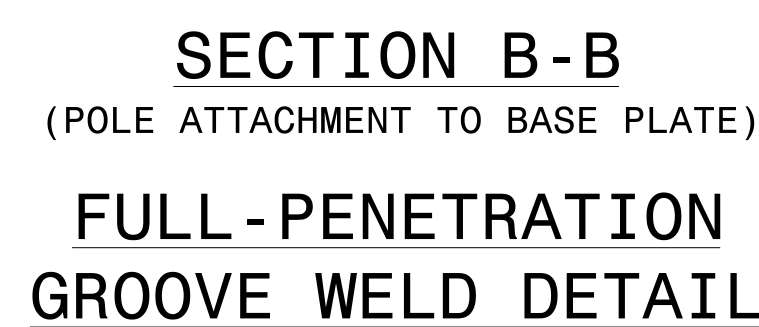 SECTION B-B
(POLE ATTACHMENT TO BASE PLATE)
FULL-PENETRATION
GROOVE WELD DETAIL